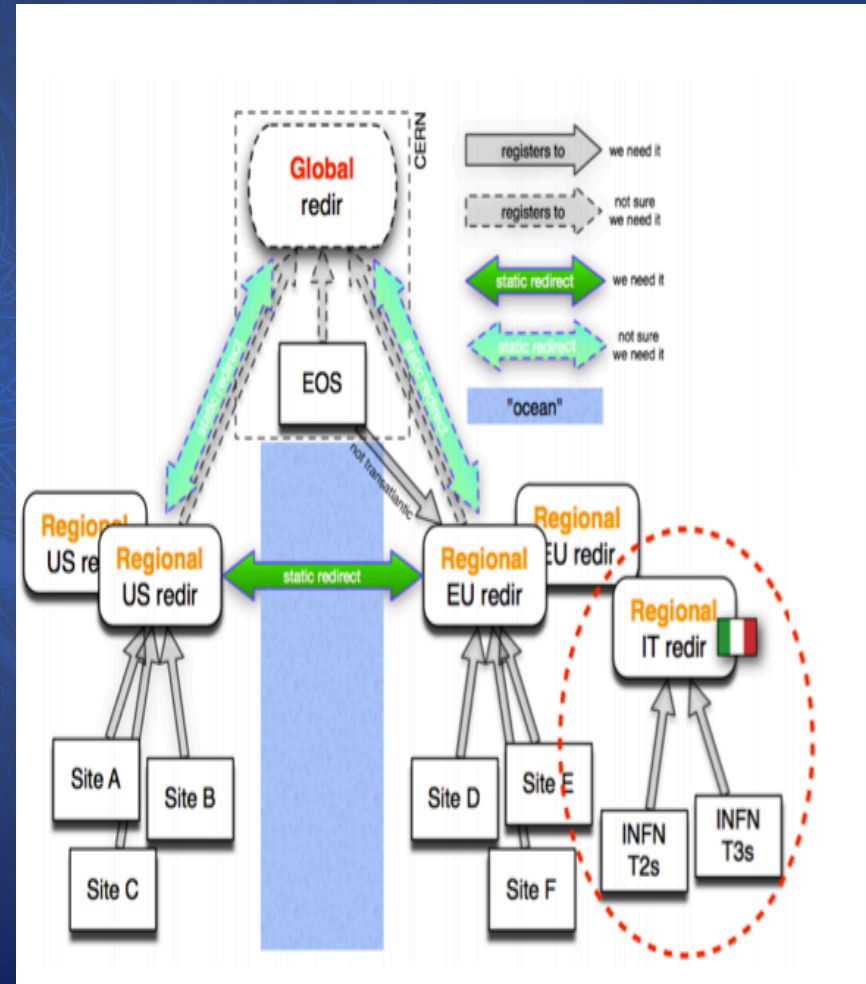 CERN
Global
redir
EOS
registers to
we need it
registers to
not sure
we need it
static redirect
we need it
static redirect
not sure
we need it
"ocean"
static redirect
static redirect
not transatlantic
Regional
US re
Regional
US redir
static redirect
Regional
EU redir
Regional
EU redir
Regional
IT redir
Site A
Site B
Site C
Site D
Site E
Site F
INFN
T2s
INFN
T3s